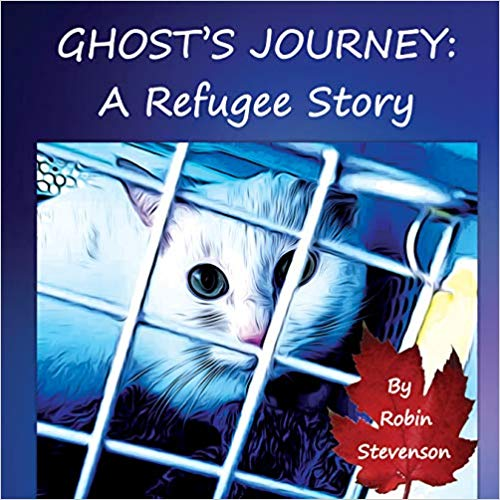 GHOST'S JOURNEY:
A Refugee Story
By
Robin
Stevenson